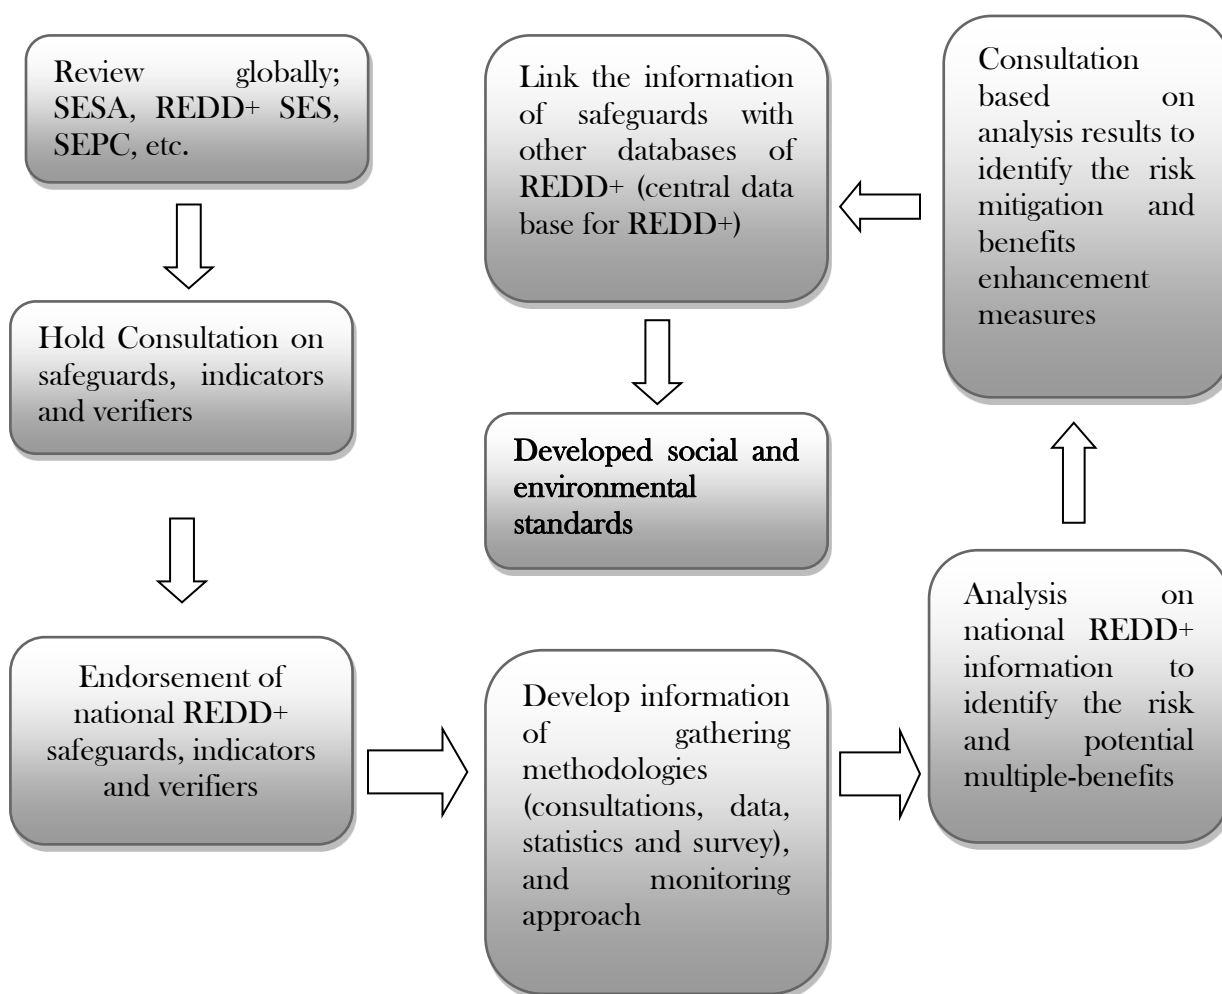 Review globally;
SESA, REDD+ SES,
SEPC, etc.
Hold Consultation on
safeguards, indicators
and verifiers
Endorsement of
national REDD+
safeguards, indicators
and verifiers
Develop information
of gathering
methodologies
(consultations, data,
statistics and survey),
and monitoring
approach
Analysis on
national REDD+
information to
identify the risk
and potential
multiple-benefits
Consultation
based on
analysis results to
identify the risk
mitigation and
benefits
enhancement
measures
Link the information
of safeguards with
other databases of
REDD+ (central data
base for REDD+)
Developed social and
environmental
standards